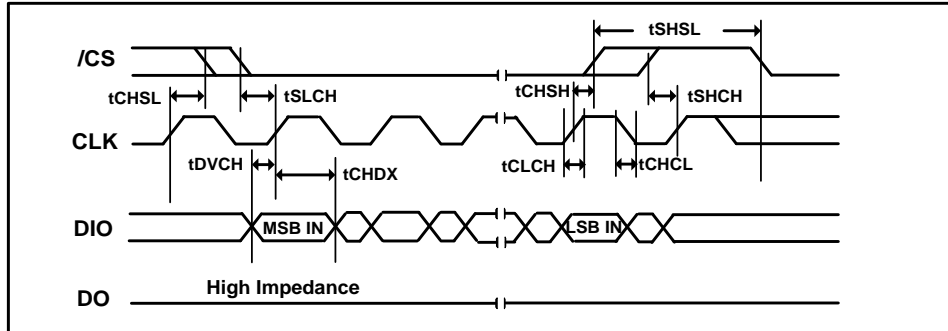 tSHSL
/CS
tCHSL
tSLCH
tCHSH
tSHCH
CLK
tDVCH
tCHDX
tCLCH
tCHCL
DIO
MSB IN
LSB IN
High Impedance
DO